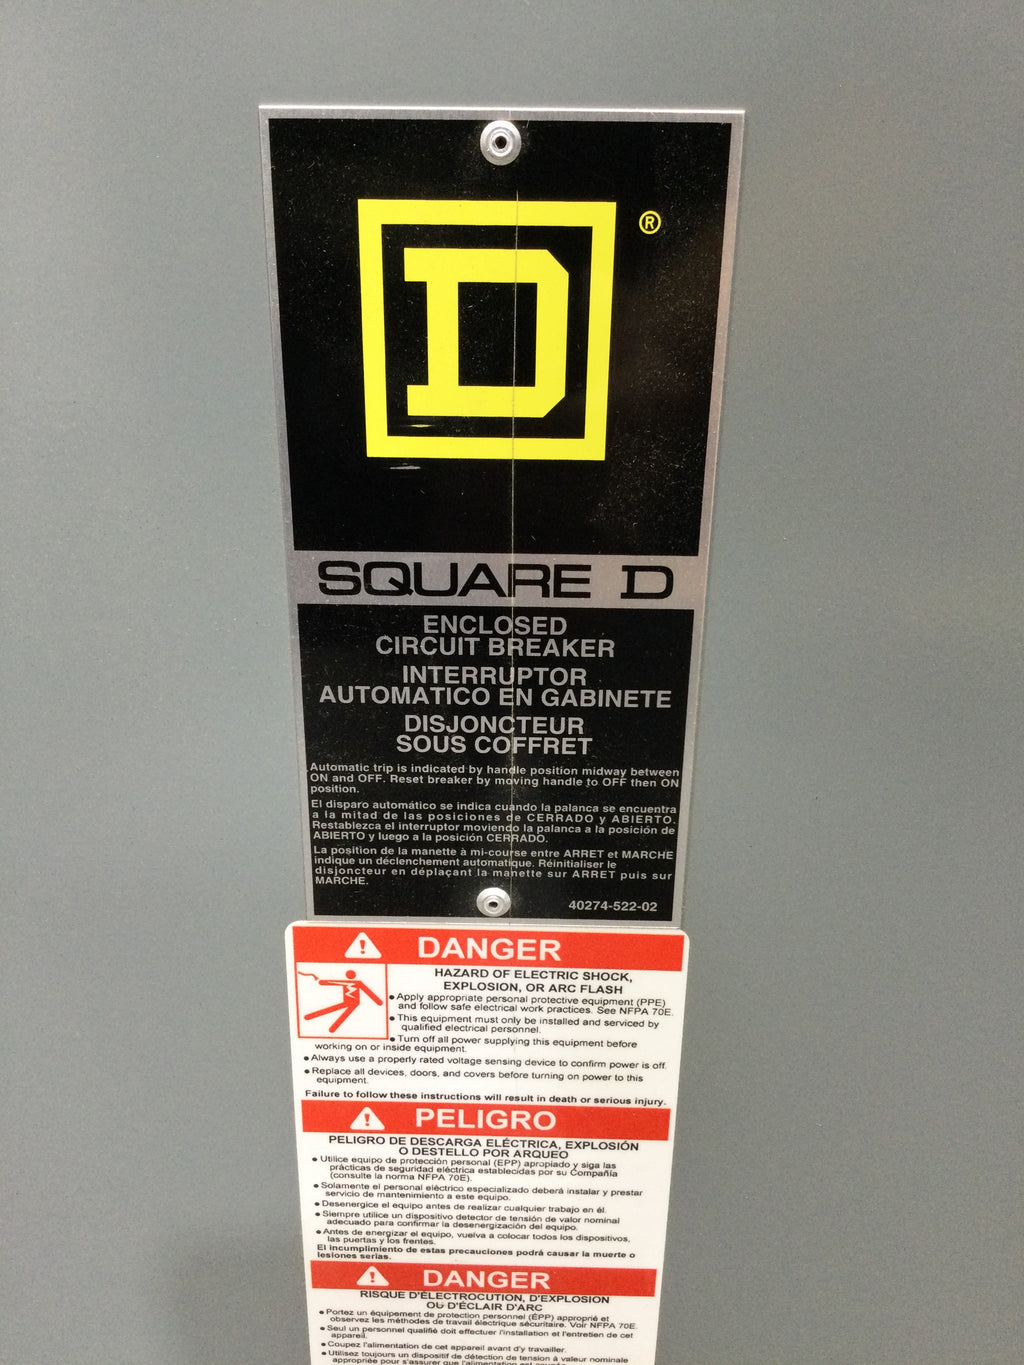 D ®
SQUARE D
ENCLOSED
CIRCUIT BREAKER
INTERRUPTOR
AUTOMATICO EN GABINETE
DISJONCTEUR
SOUS COFFRET
Automatic trip is indicated by handle position midway between
ON and OFF. Reset breaker by moving handle to OFF then ON
position.
El disparo automático se indica cuando la palanca se encuentra
a la mitad de las posiciones de CERRADO y ABIERTO.
Restablezca el interruptor moviendo la palanca a la posición de
ABIERTO y luego a la posición CERRADO.
La position de la manette à mi-course entre ARRET et MARCHE
indique un déclenchement automatique. Réinitialiser le
disjoncteur en déplaçant la manette sur ARRET puis sur
MARCHE.
40274-522-02
DANGER
HAZARD OF ELECTRIC SHOCK,
EXPLOSION, OR ARC FLASH
• Apply appropriate personal protective equipment (PPE)
and follow safe electrical work practices. See NFPA 70E.
• This equipment must only be installed and serviced by
qualified electrical personnel.
• Turn off all power supplying this equipment before
working on or inside equipment.
• Always use a properly rated voltage sensing device to confirm power is off.
• Replace all devices, doors, and covers before turning on power to this
equipment.
Failure to follow these instructions will result in death or serious injury.
PELIGRO
PELIGRO DE DESCARGA ELÉCTRICA, EXPLOSIÓN
O DESTELLO POR ARQUEO
• Utilice equipo de protección personal (EPP) apropiado y siga las
prácticas de seguridad eléctrica establecidas por su Compañía
(consulte la norma NFPA 70E).
• Solamente el personal eléctrico especializado deberá instalar y prestar
servicio de mantenimiento a este equipo.
• Desenergice el equipo antes de realizar cualquier trabajo en él.
• Siempre utilice un dispositivo detector de tensión de valor nominal
adecuado para confirmar la desenergización del equipo.
• Antes de energizar el equipo, vuelva a colocar todos los dispositivos,
las puertas y los frentes.
El incumplimiento de estas precauciones podrá causar la muerte o
lesiones serias.
DANGER
RISQUE D'ÉLECTROCUTION, D'EXPLOSION
OU D'ÉCLAIR D'ARC
• Portez un équipement de protection personnel (ÉPP) approprié et
observez les méthodes de travail électrique sécuritaire. Voir NFPA 70E.
• Seul un personnel qualifié doit effectuer l'installation et l'entretien de cet
appareil.
• Coupez l'alimentation de cet appareil avant d'y travailler.
• Utilisez toujours un dispositif de détection de tension à valeur nominale
appropriée pour s'assurer que l'alimentation est